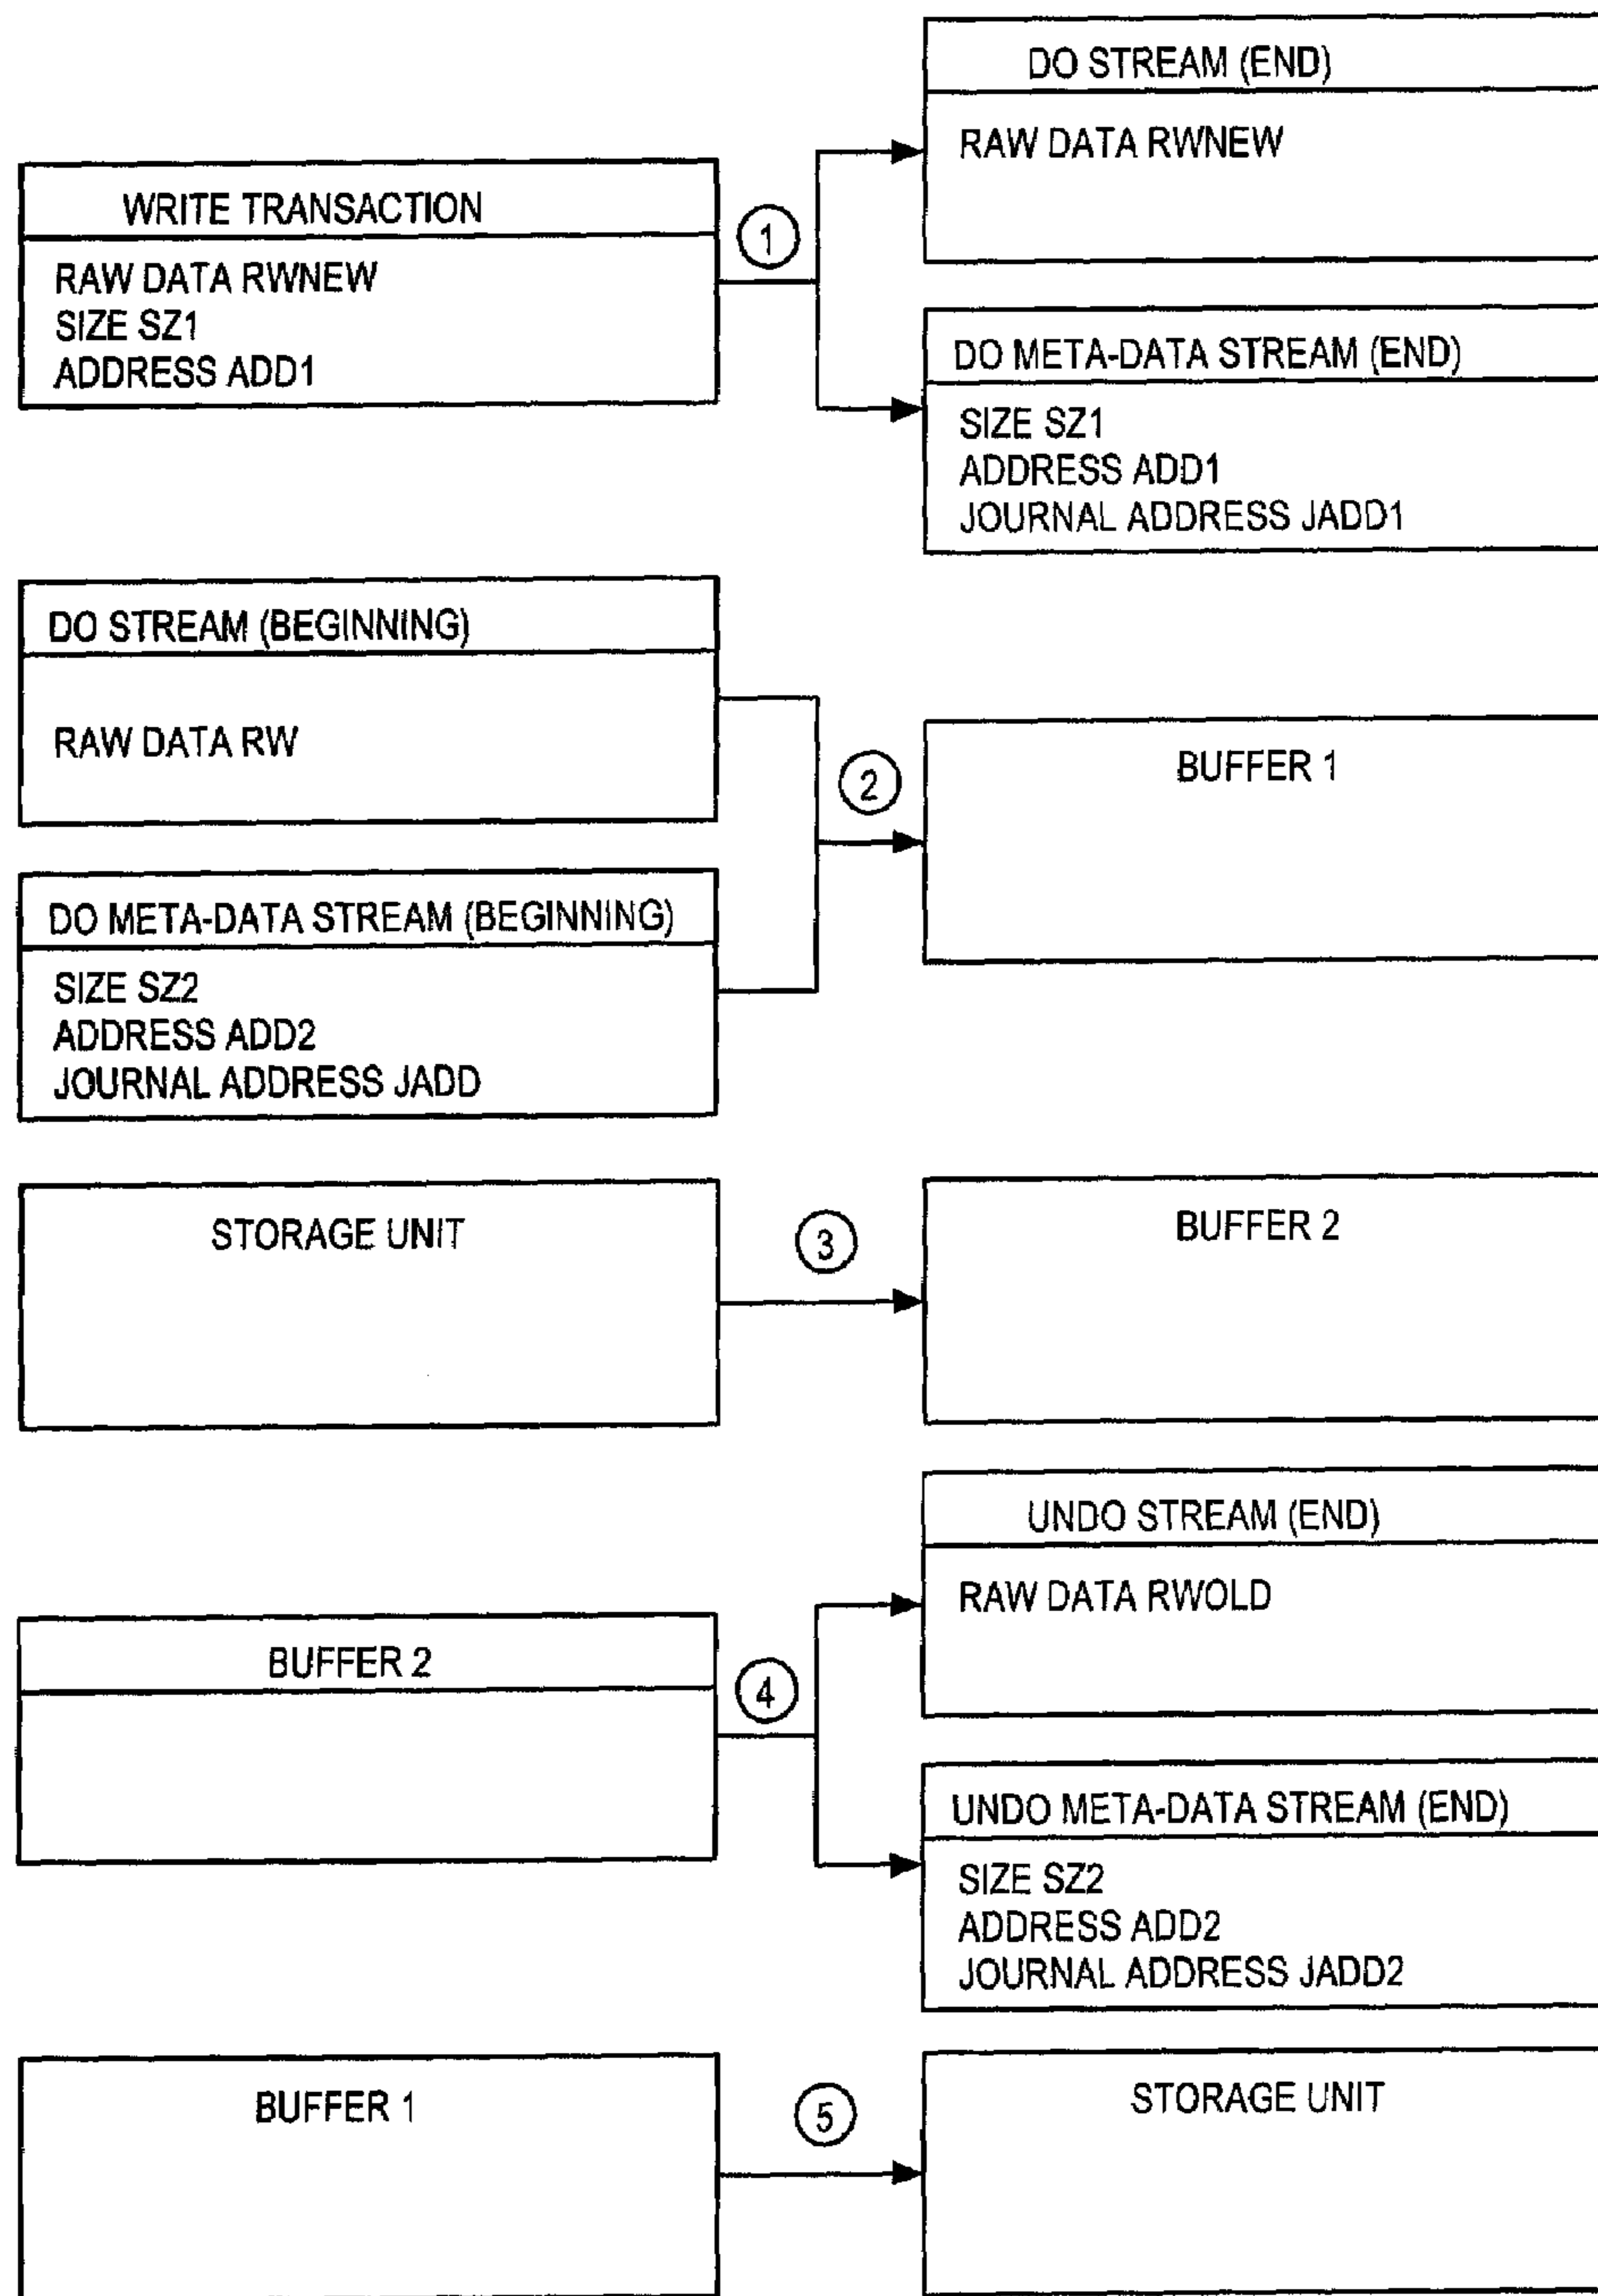 DO STREAM (END)
RAW DATA RWNEW
WRITE TRANSACTION
RAW DATA RWNEW
SIZE SZ1
ADDRESS ADD1
1
DO META-DATA STREAM (END)
SIZE SZ1
ADDRESS ADD1
JOURNAL ADDRESS JADD1
DO STREAM (BEGINNING)
RAW DATA RW
DO META-DATA STREAM (BEGINNING)
SIZE SZ2
ADDRESS ADD2
JOURNAL ADDRESS JADD
2
BUFFER 1
STORAGE UNIT
3
BUFFER 2
BUFFER 2
4
UNDO STREAM (END)
RAW DATA RWOLD
UNDO META-DATA STREAM (END)
SIZE SZ2
ADDRESS ADD2
JOURNAL ADDRESS JADD2
BUFFER 1
5
STORAGE UNIT